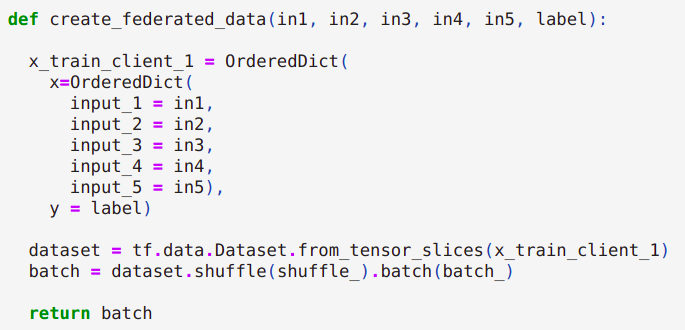 def create_federated_data(in1, in2, in3, in4, in5, label):
x_train_client_1 = OrderedDict(
x=OrderedDict(
input_1 = in1,
input_2 = in2,
input_3 = in3,
input_4 = in4,
input_5 = in5),
y = label)
dataset = tf.data.Dataset.from_tensor_slices(x_train_client_1)
batch = dataset.shuffle(shuffle_).batch(batch_)
return batch